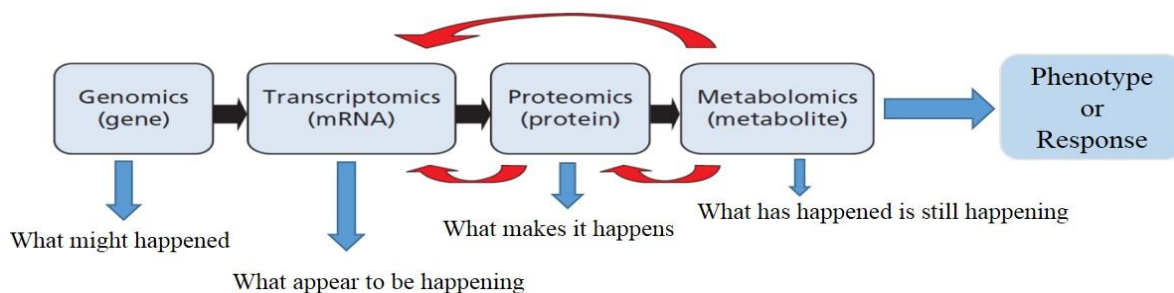 Genomics
(gene)
Transcriptomics
(mRNA)
Proteomics
(protein)
Metabolomics
(metabolite)
Phenotype
or
Response
What might happened
What appear to be happening
What makes it happens
What has happened is still happening